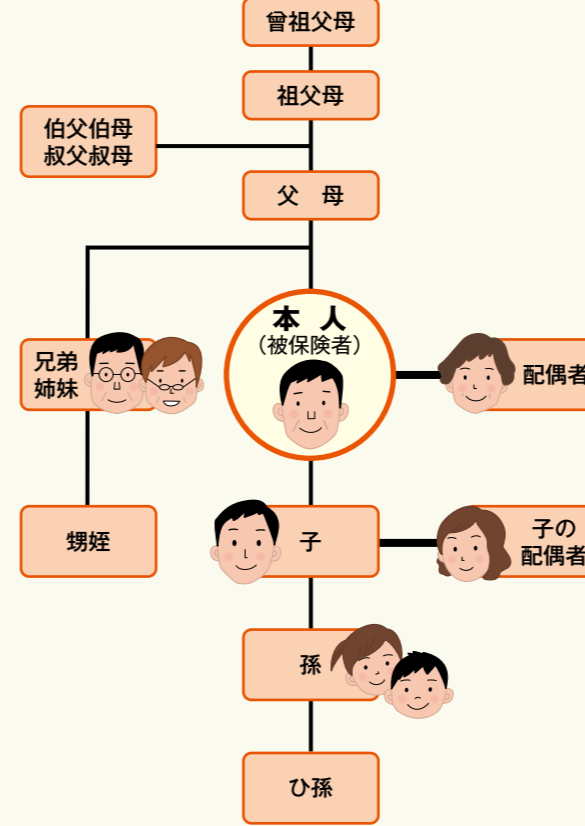 曾祖父母
祖父母
伯父伯母
叔父叔母
父　母
本　人
（被保険者）
兄弟
姉妹
配偶者
甥姪
子
子の
配偶者
孫
ひ孫